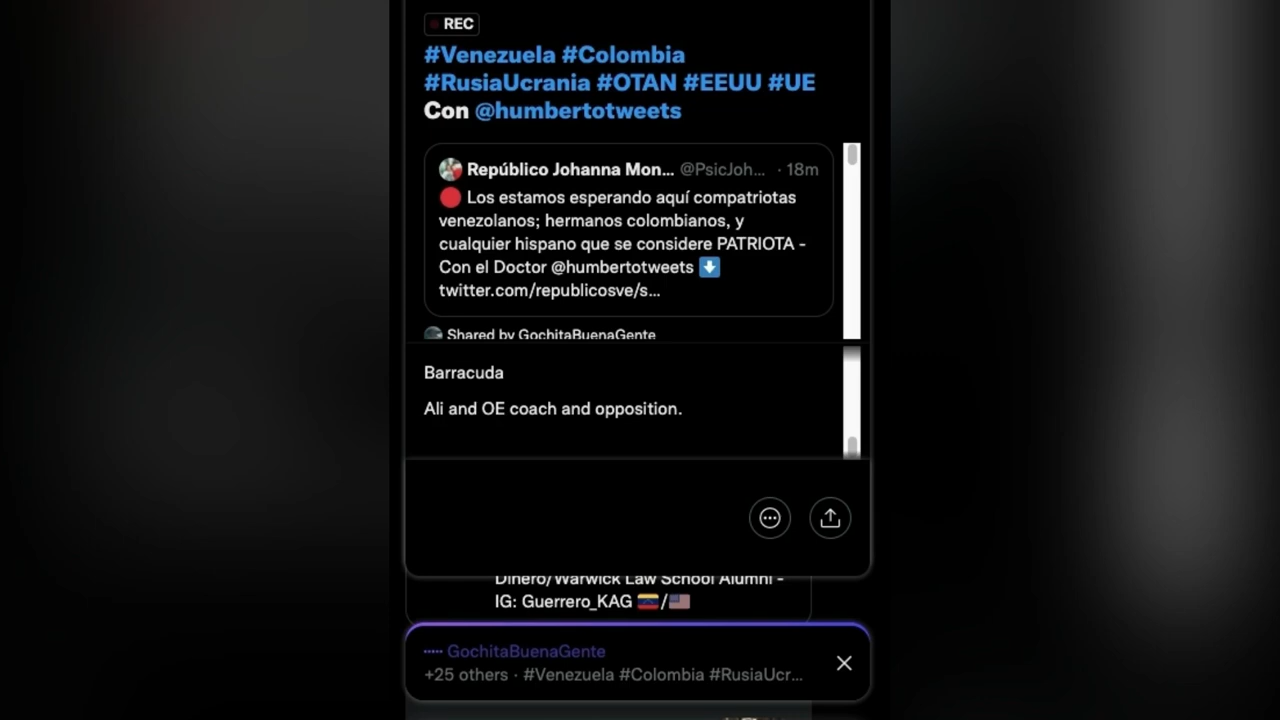 REC
#Venezuela #Colombia
#RusiaUcrania #OTAN #EEUU #UE
Con @humbertotweets
Repúblico Johanna Mon... @PsicJoh... · 18m
🔴 Los estamos esperando aquí compatriotas
venezolanos; hermanos colombianos, y
cualquier hispano que se considere PATRIOTA -
Con el Doctor @humbertotweets ⬇️
twitter.com/republicosve/s...
Shared by GochitaBuenaGente
Barracuda
Ali and OE coach and opposition.
Dinero/Warwick Law School Alumni -
IG: Guerrero_KAG 🇻🇪/🇺🇸
GochitaBuenaGente
+25 others · #Venezuela #Colombia #RusiaUcr...